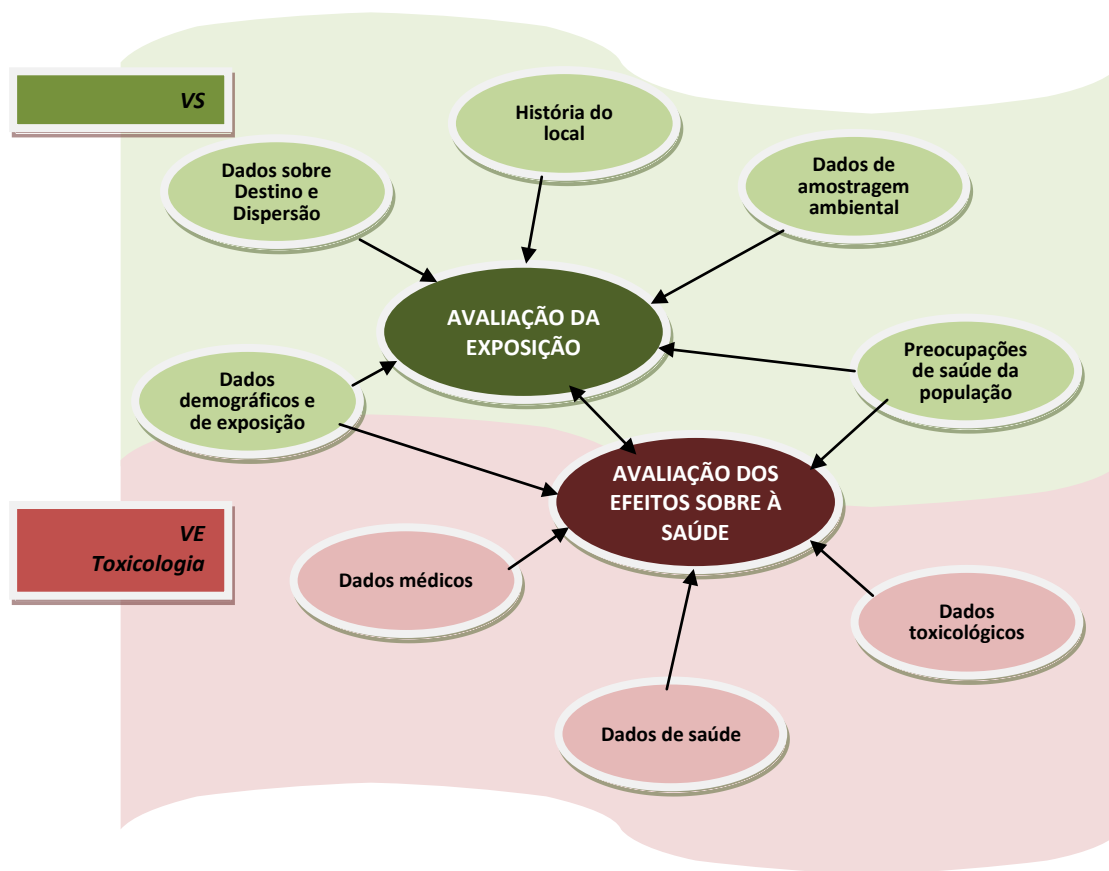 VS
História do
local
Dados sobre
Destino e
Dispersão
Dados de
amostragem
ambiental
AVALIAÇÃO DA
EXPOSIÇÃO
Preocupações
de saúde da
população
Dados
demográficos e
de exposição
AVALIAÇÃO DOS
EFEITOS SOBRE À
SAÚDE
VE
Toxicologia
Dados médicos
Dados
toxicológicos
Dados de saúde